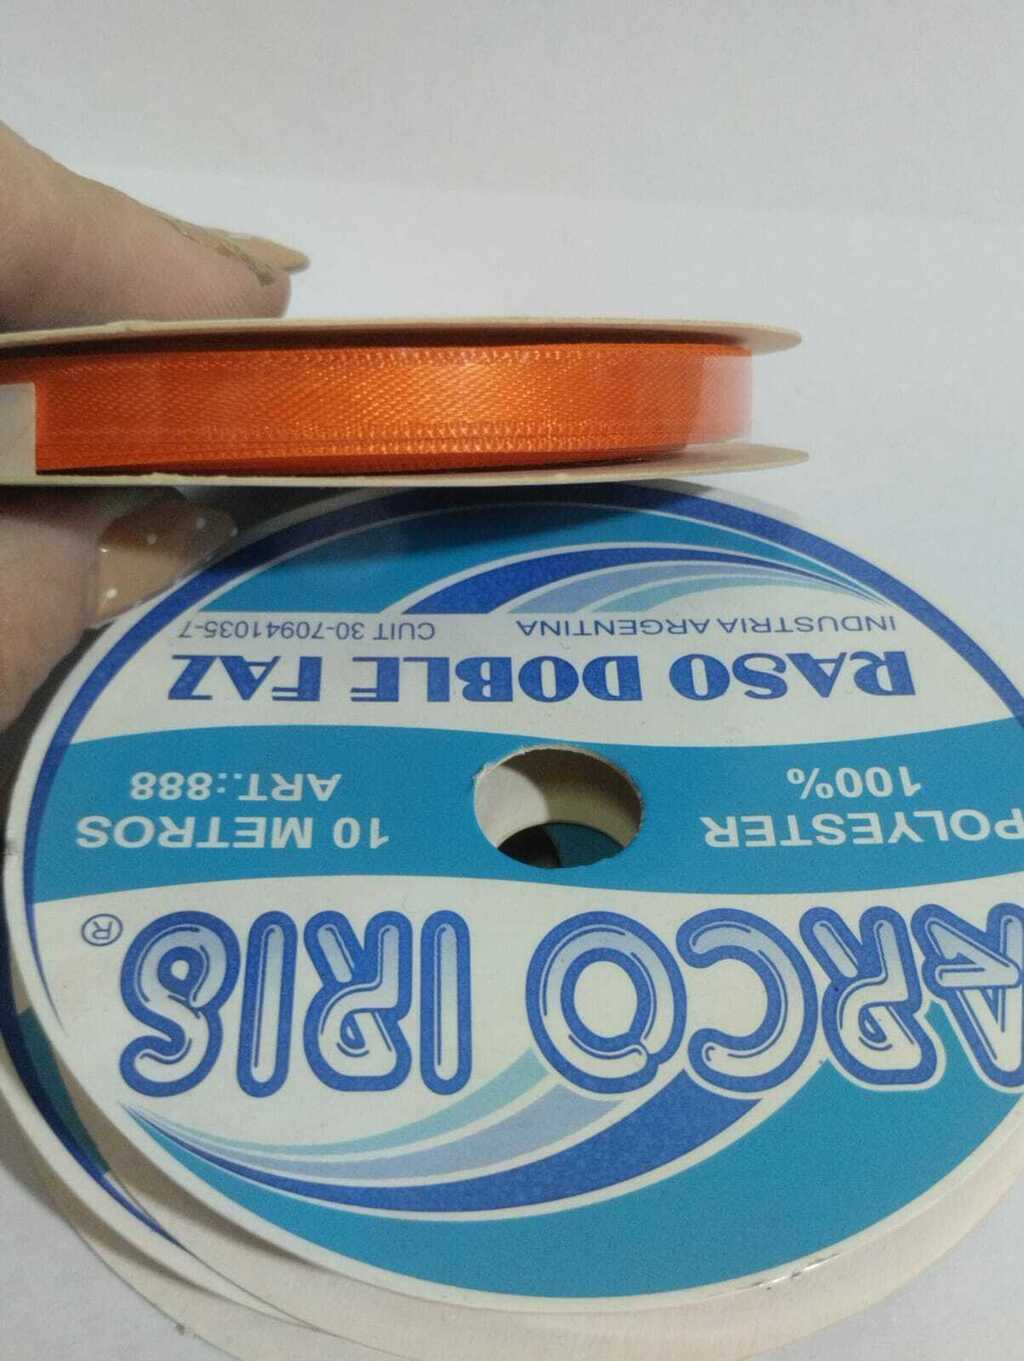 ARCO IRIS®
POLYESTER
100%
10 METROS
ART.:888
RASO DOBLE FAZ
INDUSTRIA ARGENTINA
CUIT 30-70941035-7